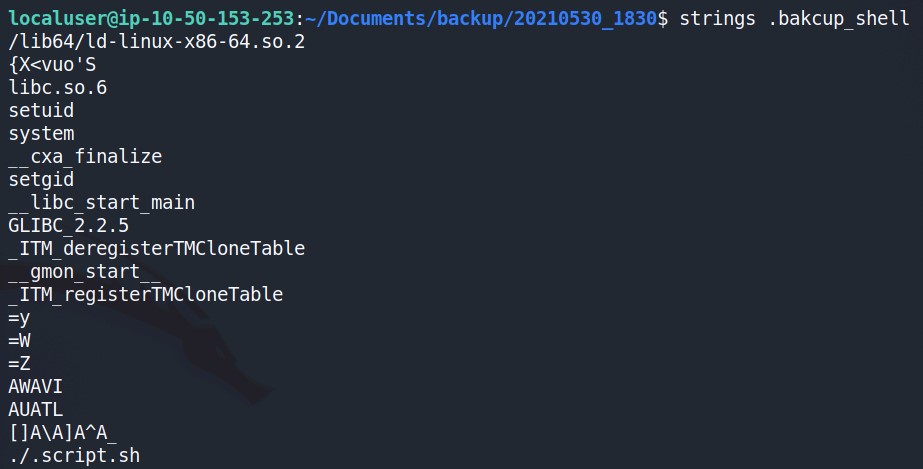 localuser@ip-10-50-153-253:~/Documents/backup/20210530_1830$ strings .bakcup_shell
/lib64/ld-linux-x86-64.so.2
{X<vuo'S
libc.so.6
setuid
system
__cxa_finalize
setgid
__libc_start_main
GLIBC_2.2.5
_ITM_deregisterTMCloneTable
__gmon_start__
_ITM_registerTMCloneTable
=y
=W
=Z
AWAVI
AUATL
[]A\A]A^A_
./.script.sh